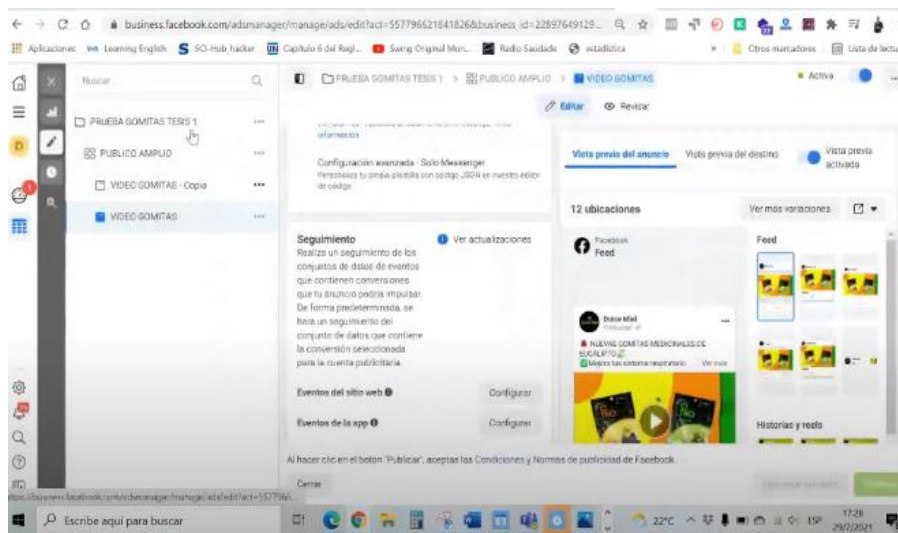 business.facebook.com/adsmanager/manage/ads/edit?act=557796621841826&business_id=22897649129...
Aplicaciones
Learning English
SCI-Hub_hacker
Capítulo 6 del Regl...
Swing Original Mon...
Radio Saudade
estadística
Otros marcadores
Lista de lectu
Buscar
PRUEBA GOMITAS TESIS 1
PUBLICO AMPLIO
VIDEO GOMITAS - Copia
VIDEO GOMITAS
PRUEBA GOMITAS TESIS 1 > PUBLICO AMPLIO > VIDEO GOMITAS
Activa
Editar
Revisar
información
Configuración avanzada - Solo Messenger
Personaliza tu propia plantilla con código JSON en nuestro editor
de código
Seguimiento
Ver actualizaciones
Realiza un seguimiento de los
conjuntos de datos de eventos
que contienen conversiones
que tu anuncio podría impulsar.
De forma predeterminada, se
hará un seguimiento del
conjunto de datos que contiene
la conversión seleccionada
para la cuenta publicitaria.
Eventos del sitio web
Configurar
Eventos de la app
Configurar
Vista previa del anuncio
Vista previa del destino
Vista previa
activada
12 ubicaciones
Ver más variaciones
Facebook
Feed
Feed
Dulce Miel
NUEVAS GOMITAS MEDICINALES DE
EUCALIPTO
Mejora tus sistema respiratorio
Ver más
Historias y reels
Al hacer clic en el botón "Publicar", aceptas las Condiciones y Normas de publicidad de Facebook.
Cerrar
Escribe aquí para buscar
22°C
ESP
17:28
29/7/2021